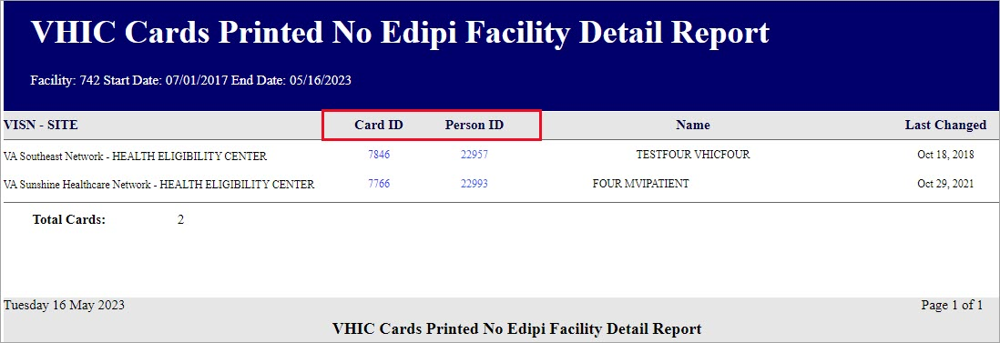 VHIC Cards Printed No Edipi Facility Detail Report
Facility: 742 Start Date: 07/01/2017 End Date: 05/16/2023
VISN - SITE Card ID Person ID Name Last Changed
VA Southeast Network - HEALTH ELIGIBILITY CENTER 7846 22957 TESTFOUR VHICFOUR Oct 18, 2018
VA Sunshine Healthcare Network - HEALTH ELIGIBILITY CENTER 7766 22993 FOUR MVIPATIENT Oct 29, 2021
Total Cards: 2
Tuesday 16 May 2023 Page 1 of 1
VHIC Cards Printed No Edipi Facility Detail Report